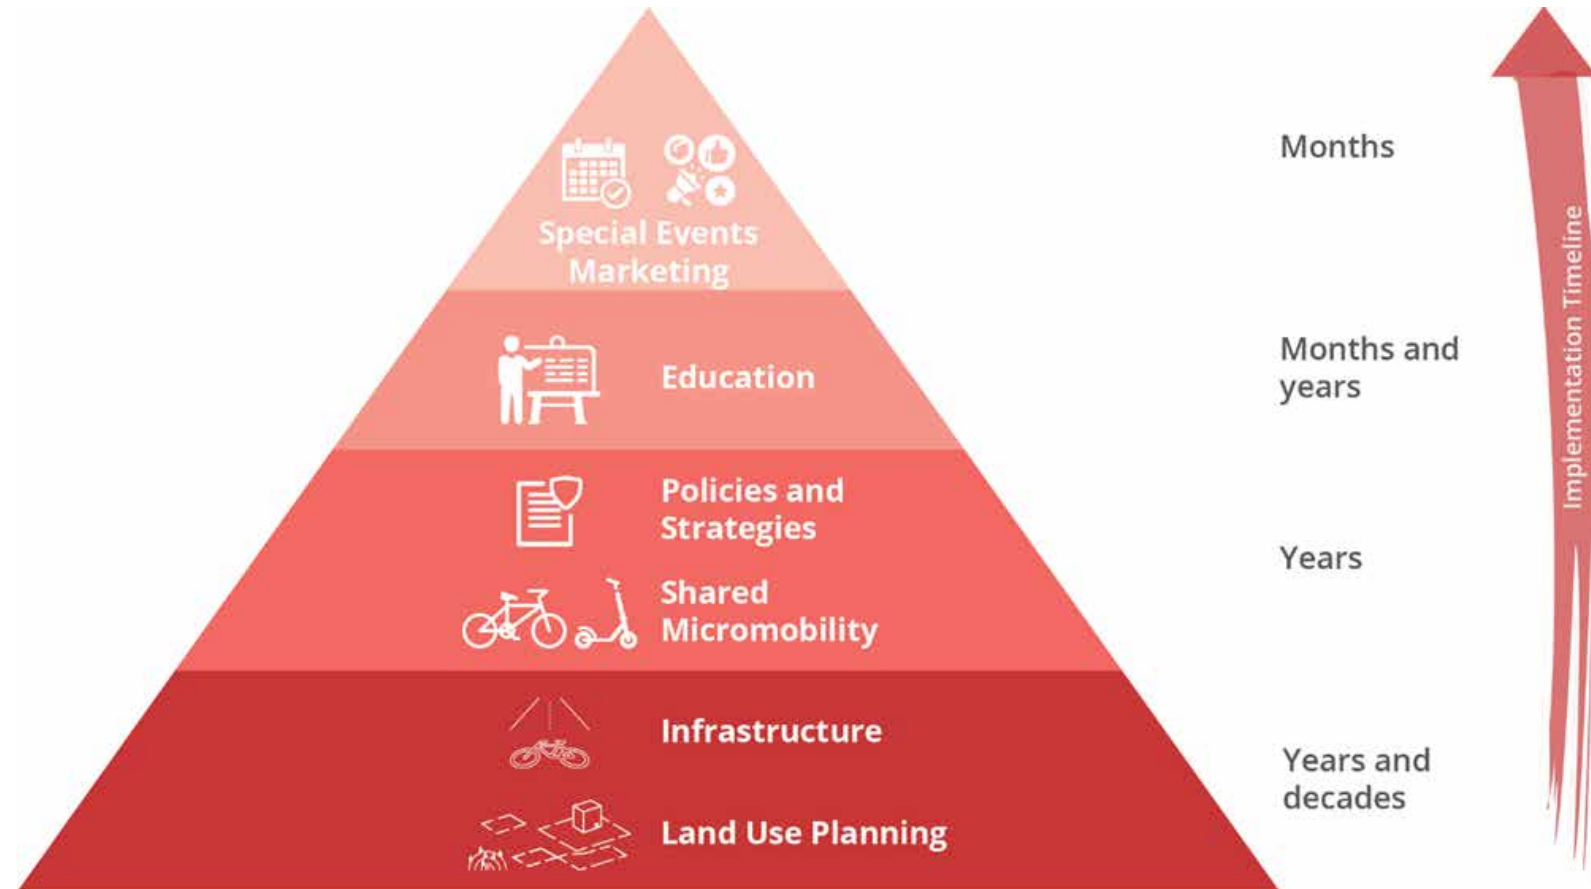 Special Events
Marketing
Months
Education
Months and
years
Policies and
Strategies
Shared
Micromobility
Years
Infrastructure
Land Use Planning
Years and
decades
Implementation Timeline